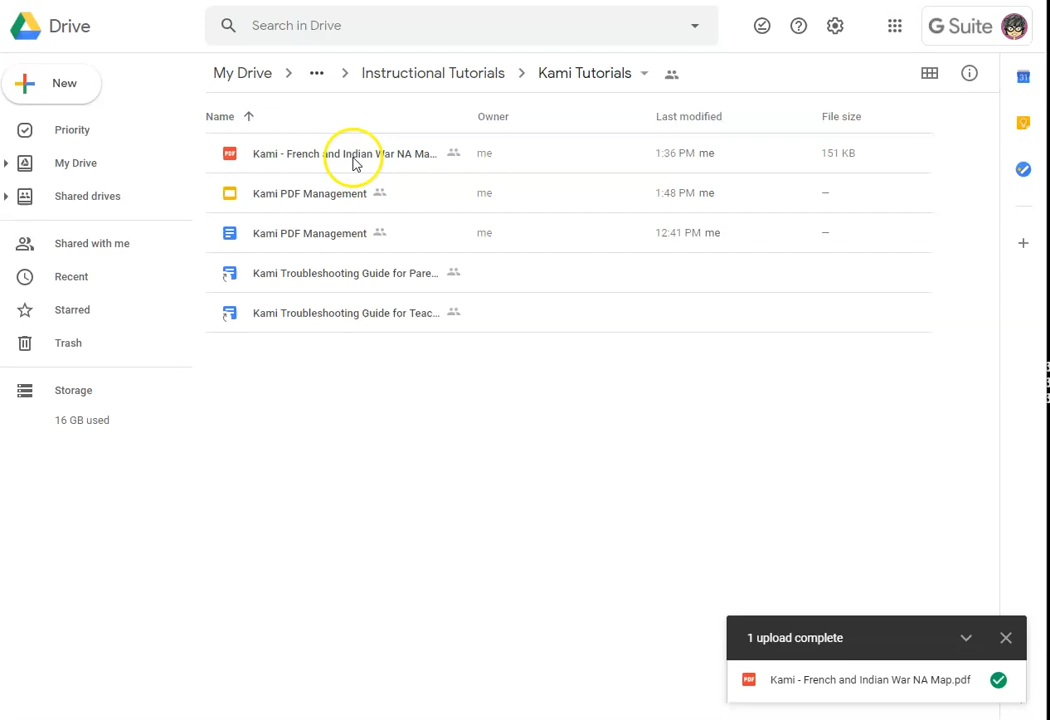 Drive
Search in Drive
G Suite
New
Priority
My Drive
Shared drives
Shared with me
Recent
Starred
Trash
Storage
16 GB used
My Drive > ••• > Instructional Tutorials > Kami Tutorials
Name Owner Last modified File size
PDF Kami - French and Indian War NA Ma... me 1:36 PM me 151 KB
Kami PDF Management me 1:48 PM me –
Kami PDF Management me 12:41 PM me –
Kami Troubleshooting Guide for Pare...
Kami Troubleshooting Guide for Teac...
31
1 upload complete
PDF Kami - French and Indian War NA Map.pdf